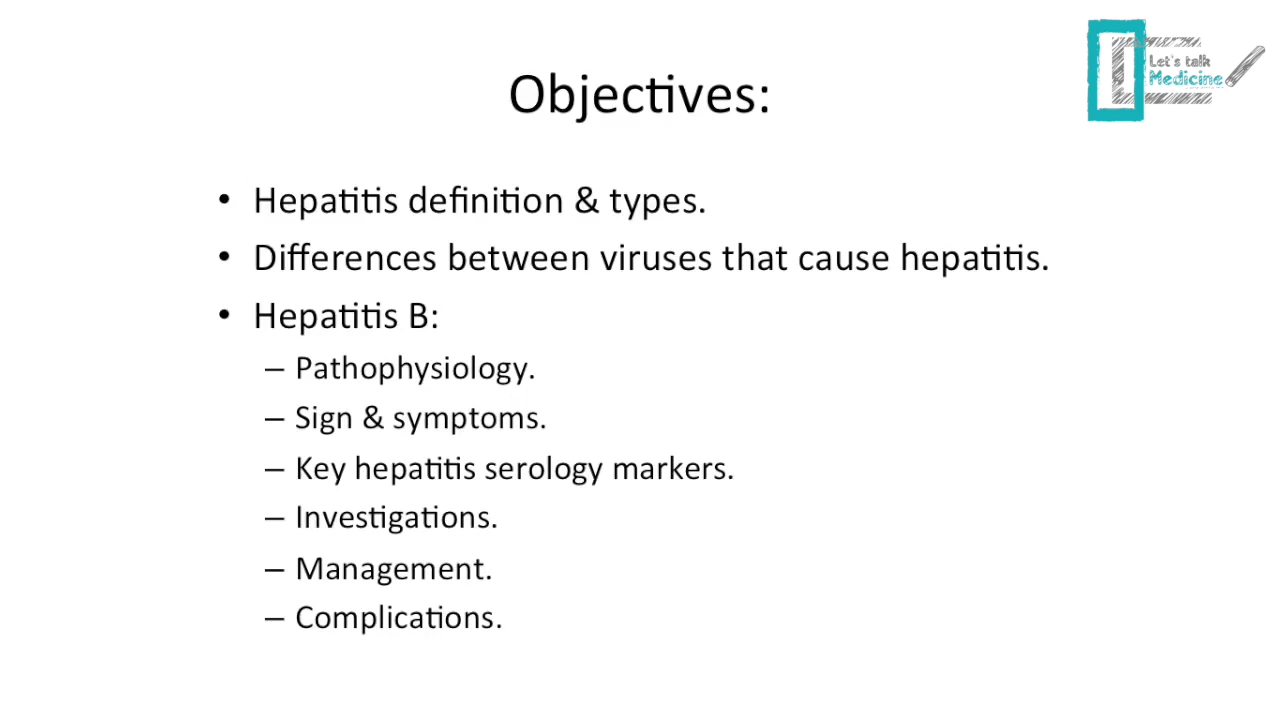 Let's talk
Medicine
Objectives:
• Hepatitis definition & types.
• Differences between viruses that cause hepatitis.
• Hepatitis B:
– Pathophysiology.
– Sign & symptoms.
– Key hepatitis serology markers.
– Investigations.
– Management.
– Complications.